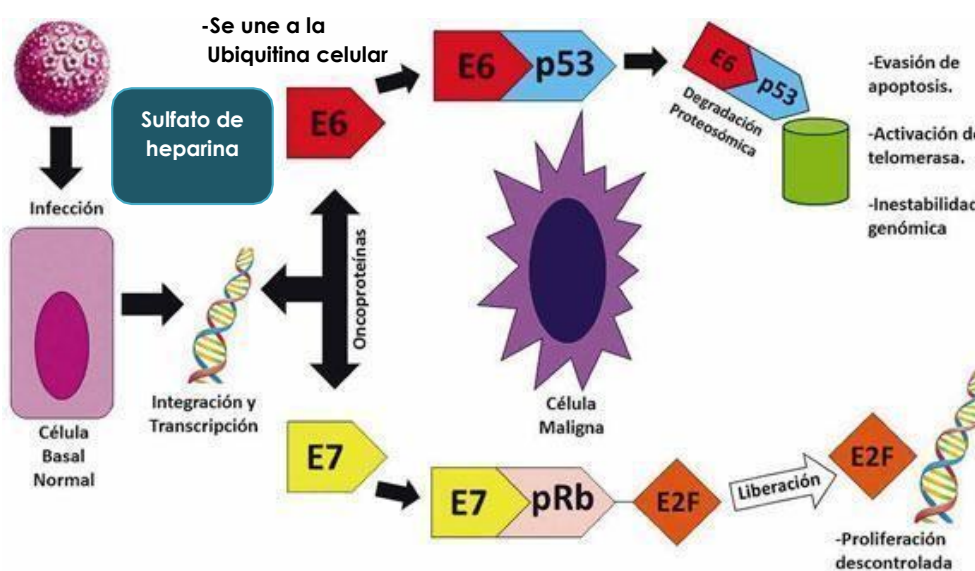 -Se une a la
Ubiquitina celular
Sulfato de
heparina
Infección
E6
E6
p53
E6
p53
Degradación
Proteosómica
-Evasión de
apoptosis.
-Activación de
telomerasa.
-Inestabilidad
genómica
Oncoproteínas
Célula
Basal
Normal
Integración y
Transcripción
Célula
Maligna
E7
E7
pRb
E2F
Liberación
E2F
-Proliferación
descontrolada